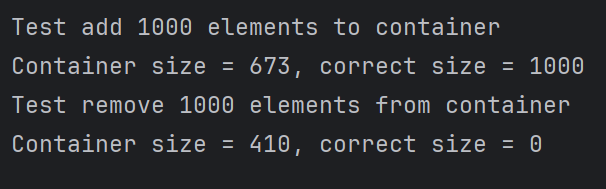 Test add 1000 elements to container
Container size = 673, correct size = 1000
Test remove 1000 elements from container
Container size = 410, correct size = 0